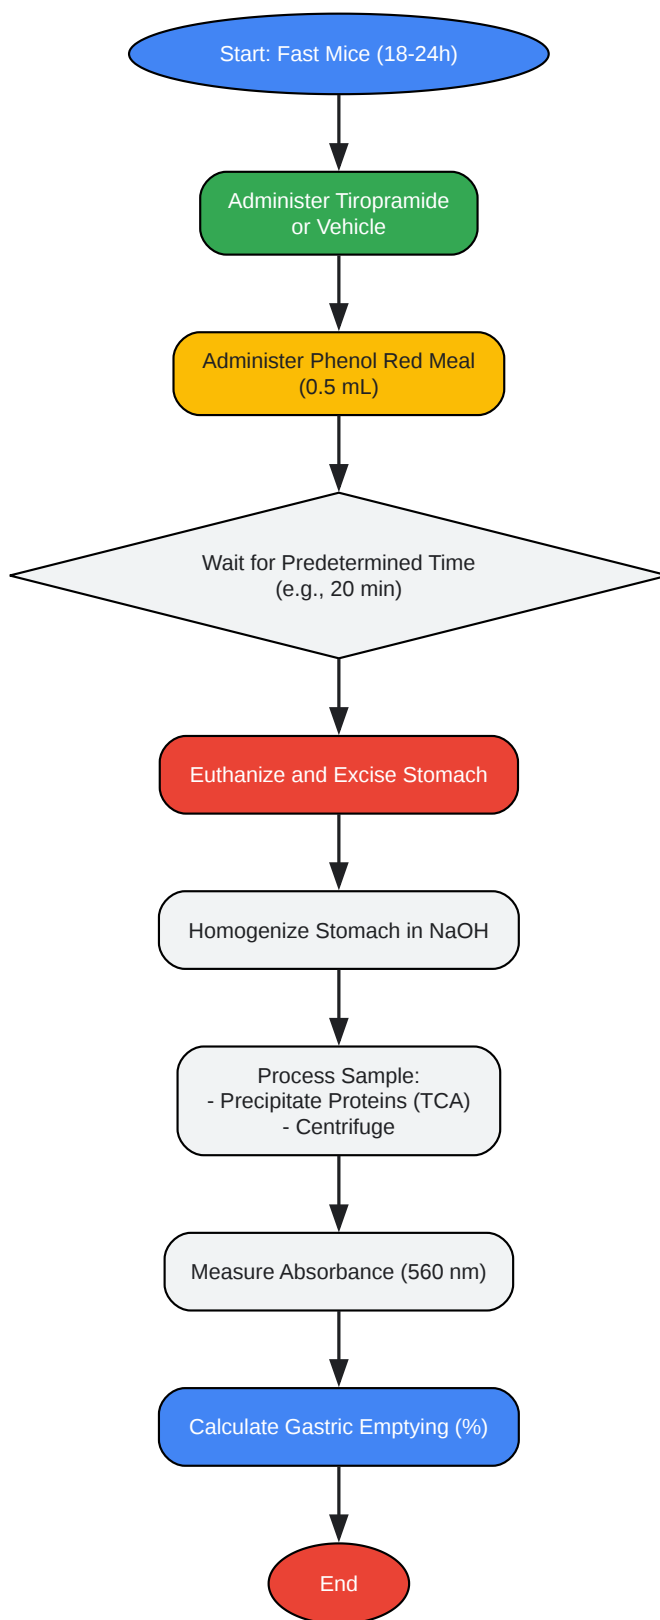 Start: Fast Mice (18-24h)
Administer Tiropramide
or Vehicle
Administer Phenol Red Meal
(0.5 mL)
Wait for Predetermined Time
(e.g., 20 min)
Euthanize and Excise Stomach
Homogenize Stomach in NaOH
Process Sample:
- Precipitate Proteins (TCA)
- Centrifuge
Measure Absorbance (560 nm)
Calculate Gastric Emptying (%)
End